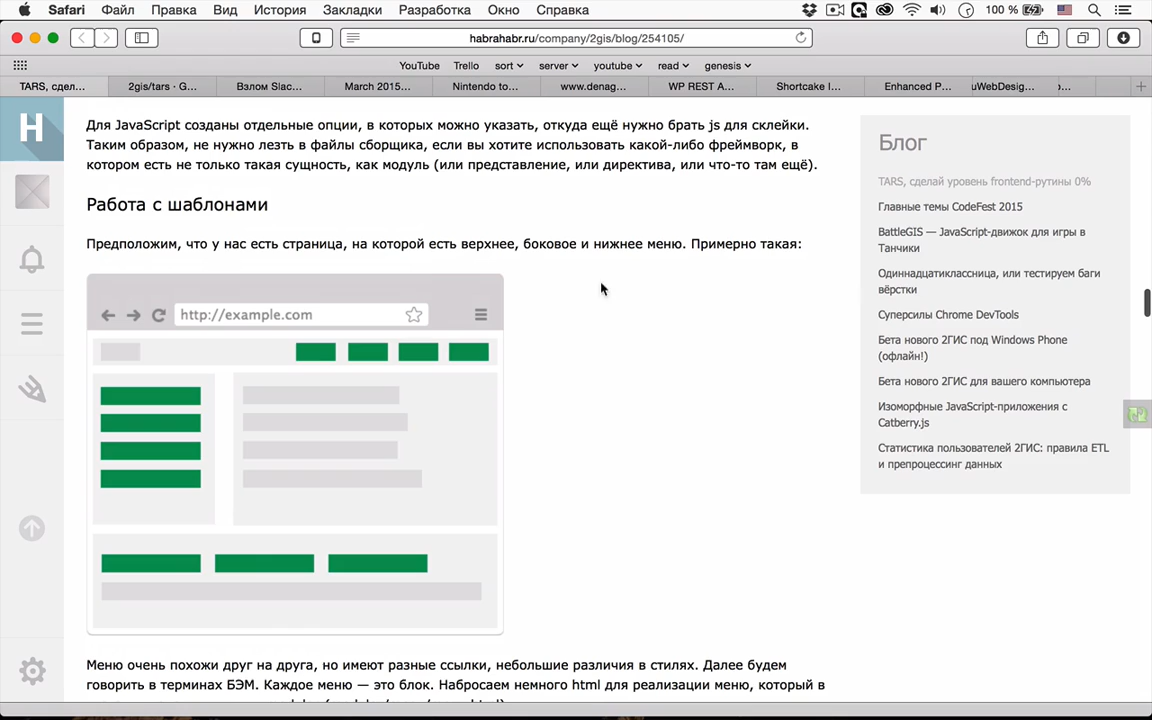 Safari Файл Правка Вид История Закладки Разработка Окно Справка 100 %
habrahabr.ru/company/2gis/blog/254105/
YouTube Trello sort server youtube read genesis
TARS, сдел... 2gis/tars · G... Взлом Slac... March 2015... Nintendo to... www.denag... WP REST A... Shortcake I... Enhanced P... uWebDesig...
H
Для JavaScript созданы отдельные опции, в которых можно указать, откуда ещё нужно брать js для склейки.
Таким образом, не нужно лезть в файлы сборщика, если вы хотите использовать какой-либо фреймворк, в
котором есть не только такая сущность, как модуль (или представление, или директива, или что-то там ещё).
Работа с шаблонами
Предположим, что у нас есть страница, на которой есть верхнее, боковое и нижнее меню. Примерно такая:
http://example.com
Меню очень похожи друг на друга, но имеют разные ссылки, небольшие различия в стилях. Далее будем
говорить в терминах БЭМ. Каждое меню — это блок. Набросаем немного html для реализации меню, который в
Блог
TARS, сделай уровень frontend-рутины 0%
Главные темы CodeFest 2015
BattleGIS — JavaScript-движок для игры в
Танчики
Одиннадцатиклассница, или тестируем баги
вёрстки
Суперсилы Chrome DevTools
Бета нового 2ГИС под Windows Phone
(офлайн!)
Бета нового 2ГИС для вашего компьютера
Изоморфные JavaScript-приложения с
Catberry.js
Статистика пользователей 2ГИС: правила ETL
и препроцессинг данных